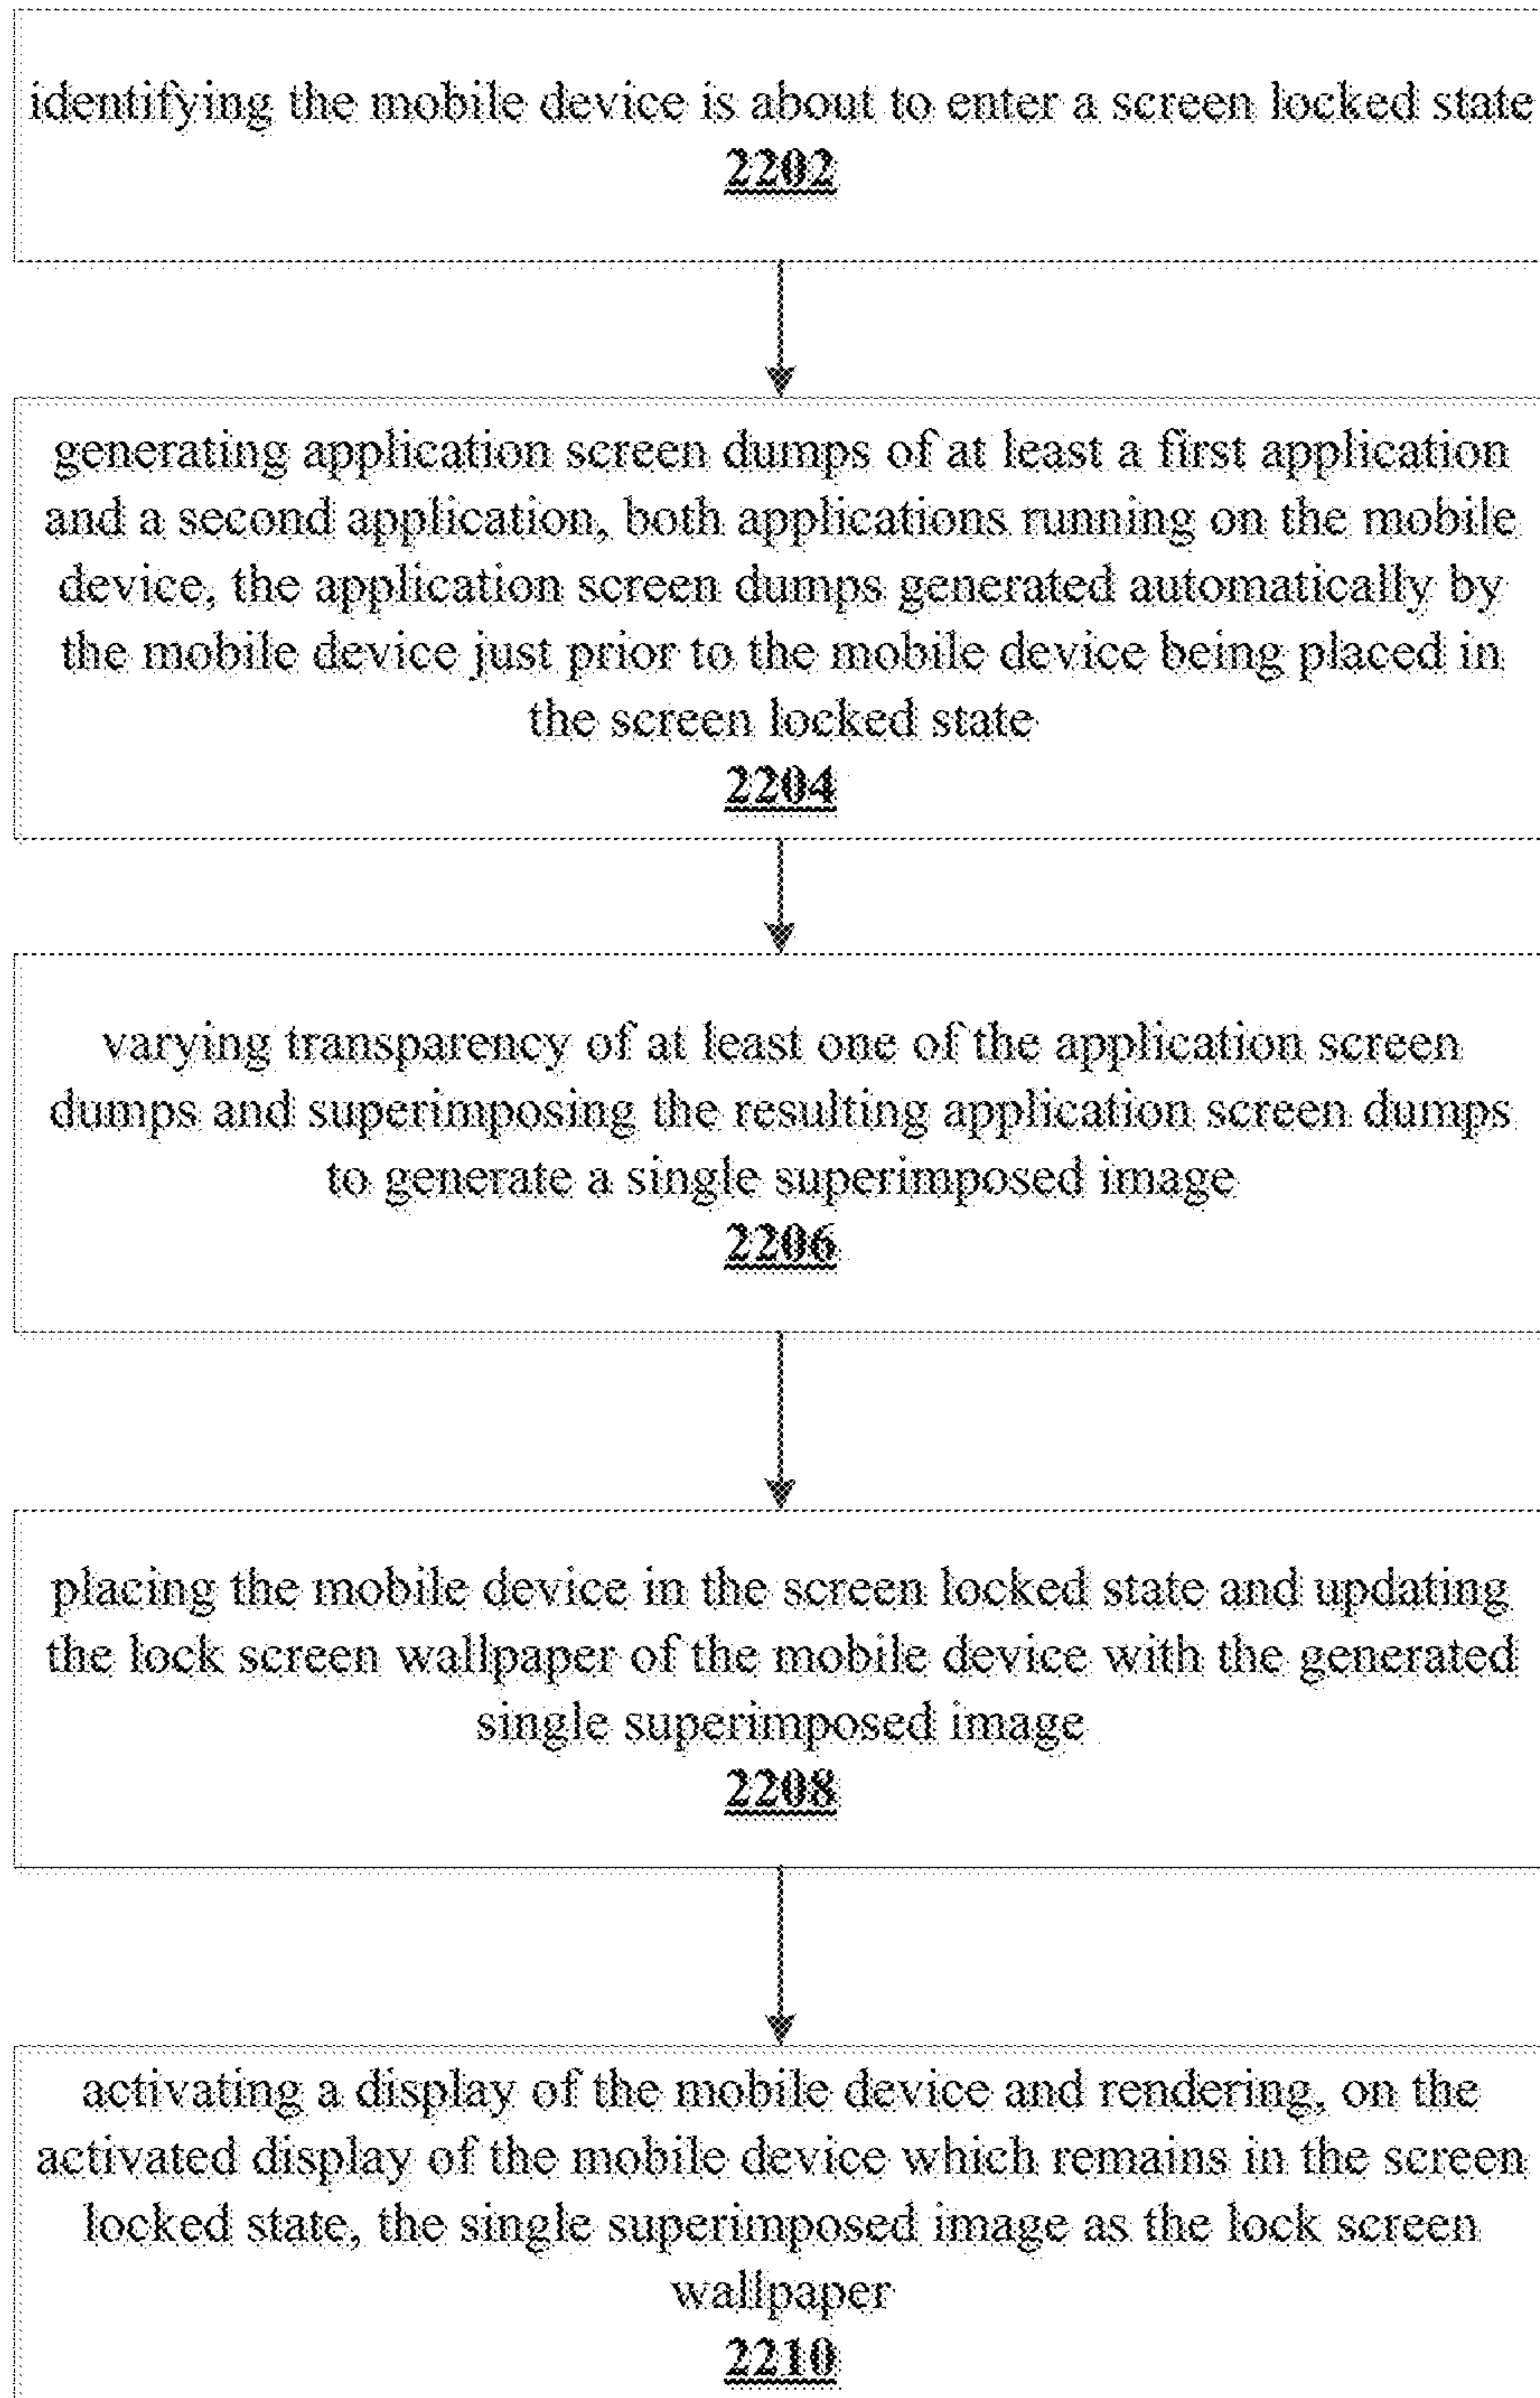 identifying the mobile device is about to enter a screen locked state
2202
generating application screen dumps of at least a first application
and a second application, both applications running on the mobile
device, the application screen dumps generated automatically by
the mobile device just prior to the mobile device being placed in
the screen locked state
2204
varying transparency of at least one of the application screen
dumps and superimposing the resulting application screen dumps
to generate a single superimposed image
2206
placing the mobile device in the screen locked state and updating
the lock screen wallpaper of the mobile device with the generated
single superimposed image
2208
activating a display of the mobile device and rendering, on the
activated display of the mobile device which remains in the screen
locked state, the single superimposed image as the lock screen
wallpaper
2210